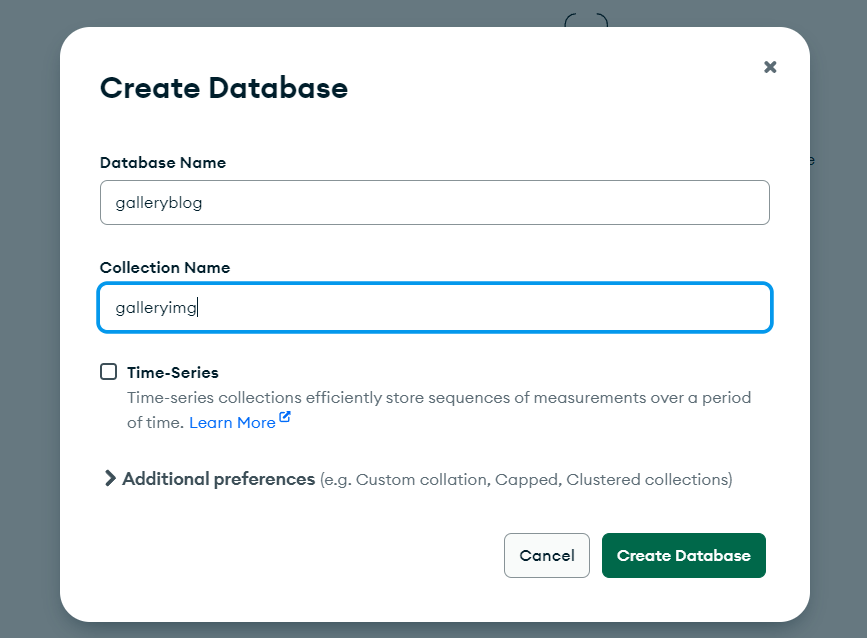 Create Database
Database Name
galleryblog
Collection Name
galleryimg
Time-Series
Time-series collections efficiently store sequences of measurements over a period
of time. Learn More
Additional preferences (e.g. Custom collation, Capped, Clustered collections)
Cancel
Create Database